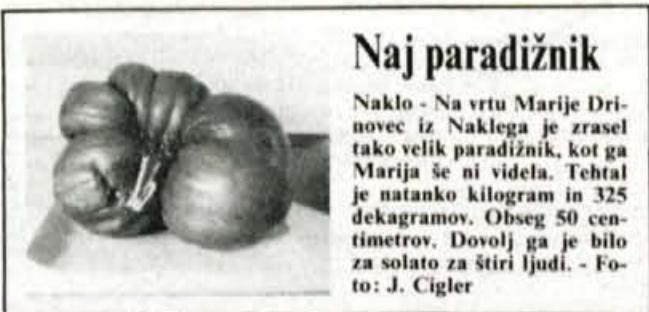 Naj paradižnik
Naklo - Na vrtu Marije Dri-
novec iz Naklega je zrasel
tako velik paradižnik, kot ga
Marija še ni videla. Tehtal
je natanko kilogram in 325
dekagramov. Obseg 50 cen-
timetrov. Dovolj ga je bilo
za solato za štiri ljudi. - Fo-
to: J. Cigler